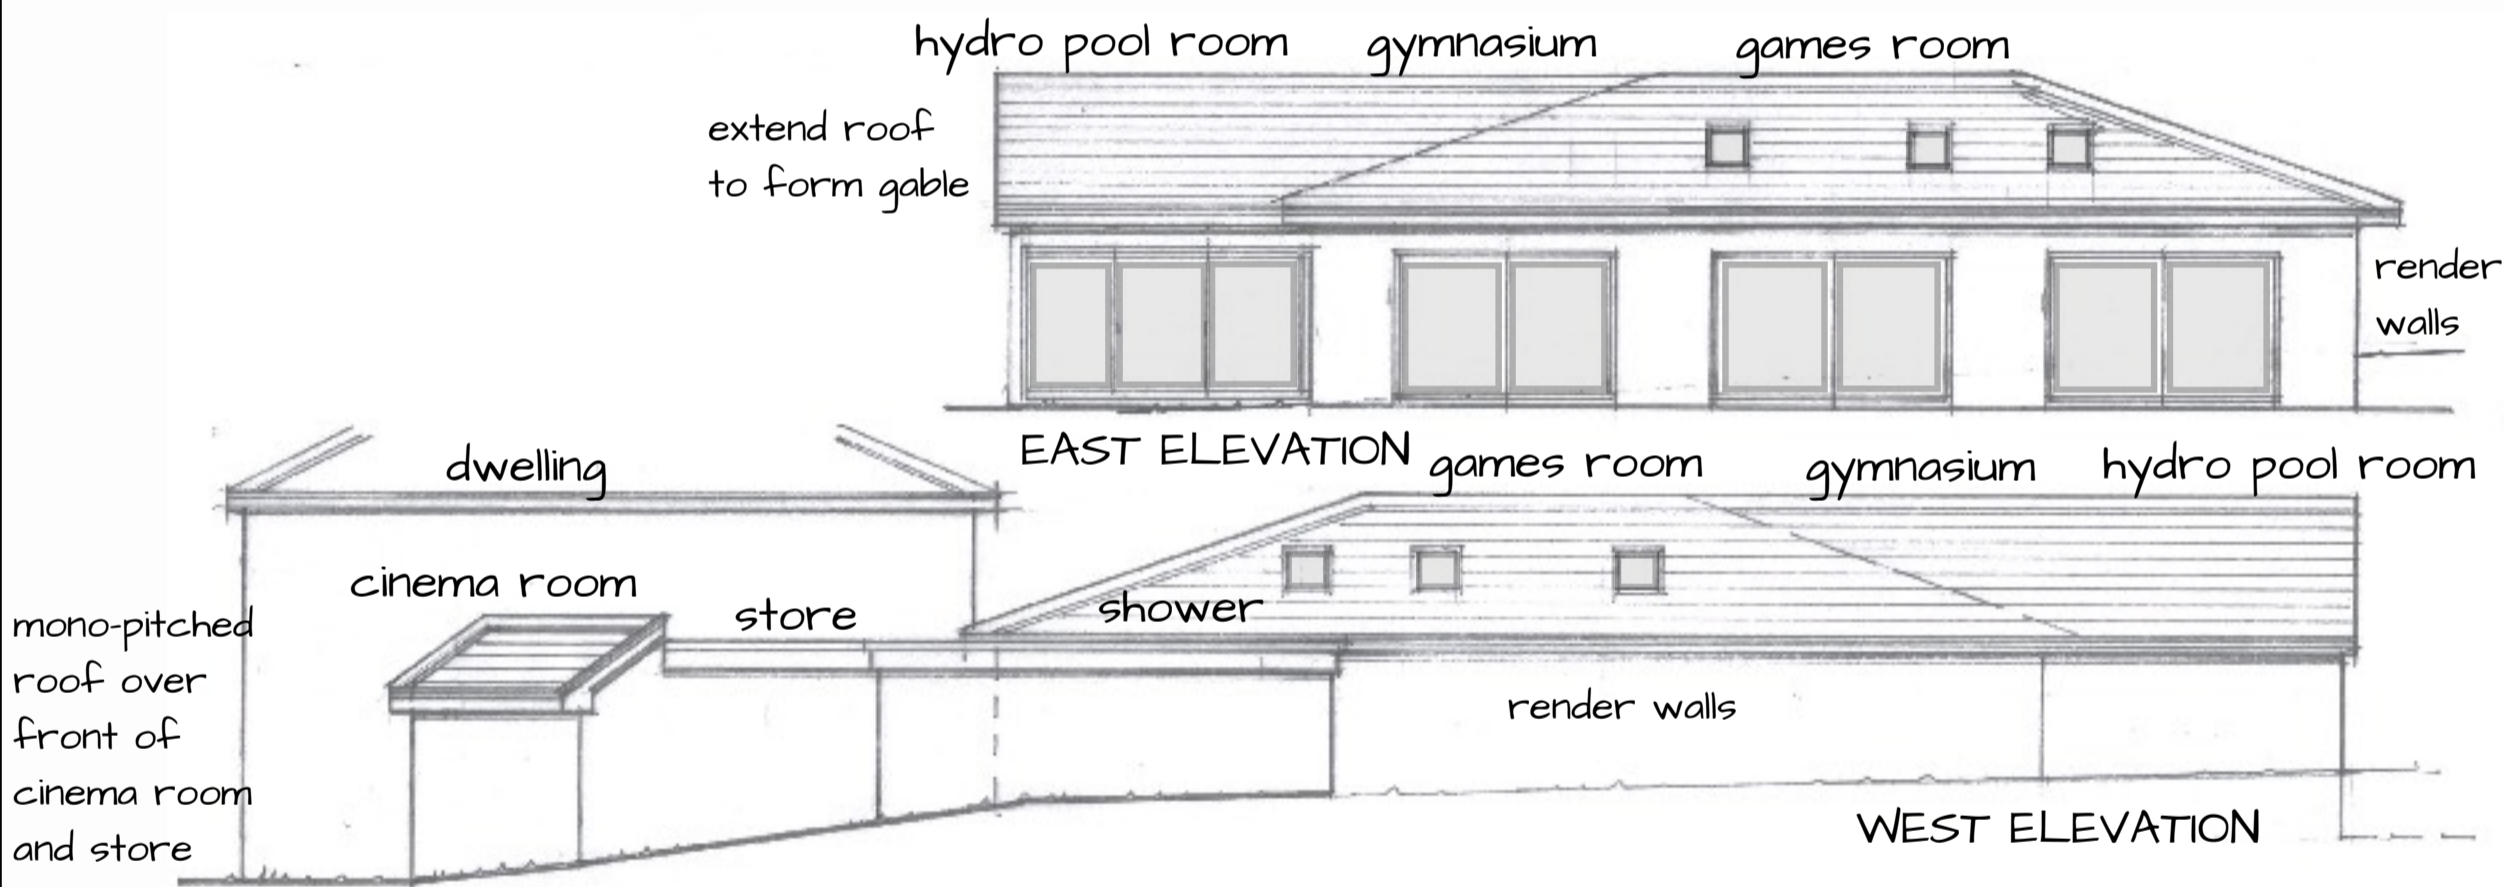 hydro pool room
gymnasium
games room
extend roof
to form gable
render
walls
EAST ELEVATION
dwelling
games room
gymnasium
hydro pool room
cinema room
store
shower
mono-pitched
roof over
front of
cinema room
and store
render walls
WEST ELEVATION